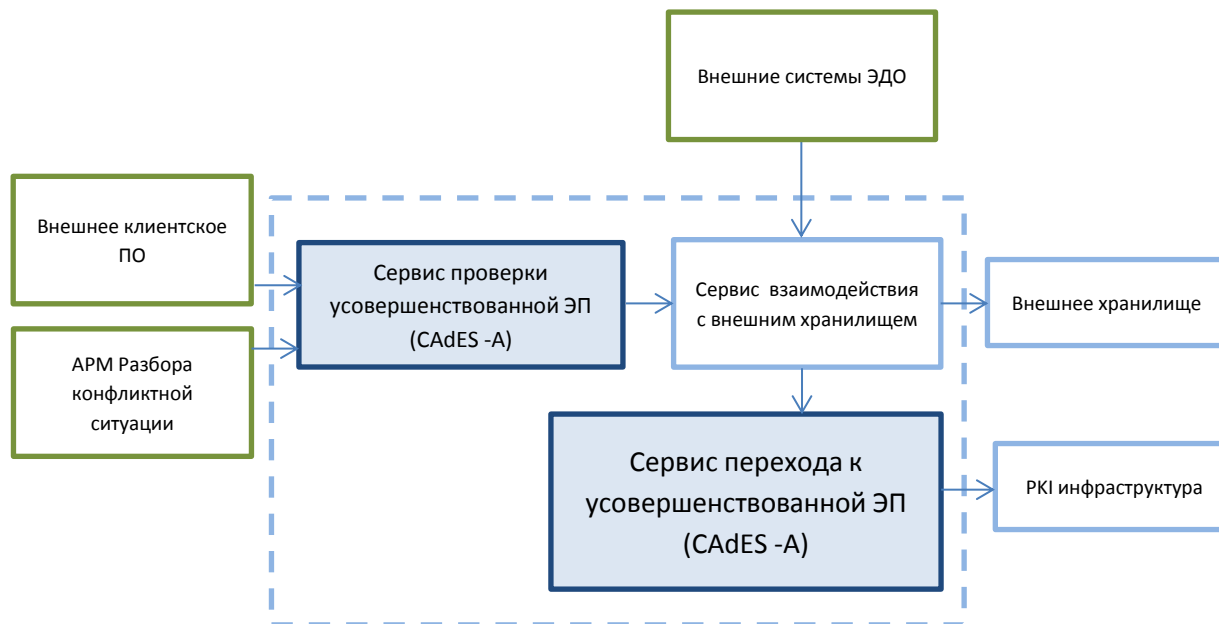 Внешние системы ЭДО
Внешнее клиентское
ПО
Сервис проверки
усовершенствованной ЭП
(CAdES -A)
Сервис взаимодействия
с внешним хранилищем
Внешнее хранилище
АРМ Разбора
конфликтной
ситуации
Сервис перехода к
усовершенствованной ЭП
(CAdES -A)
PKI инфраструктура